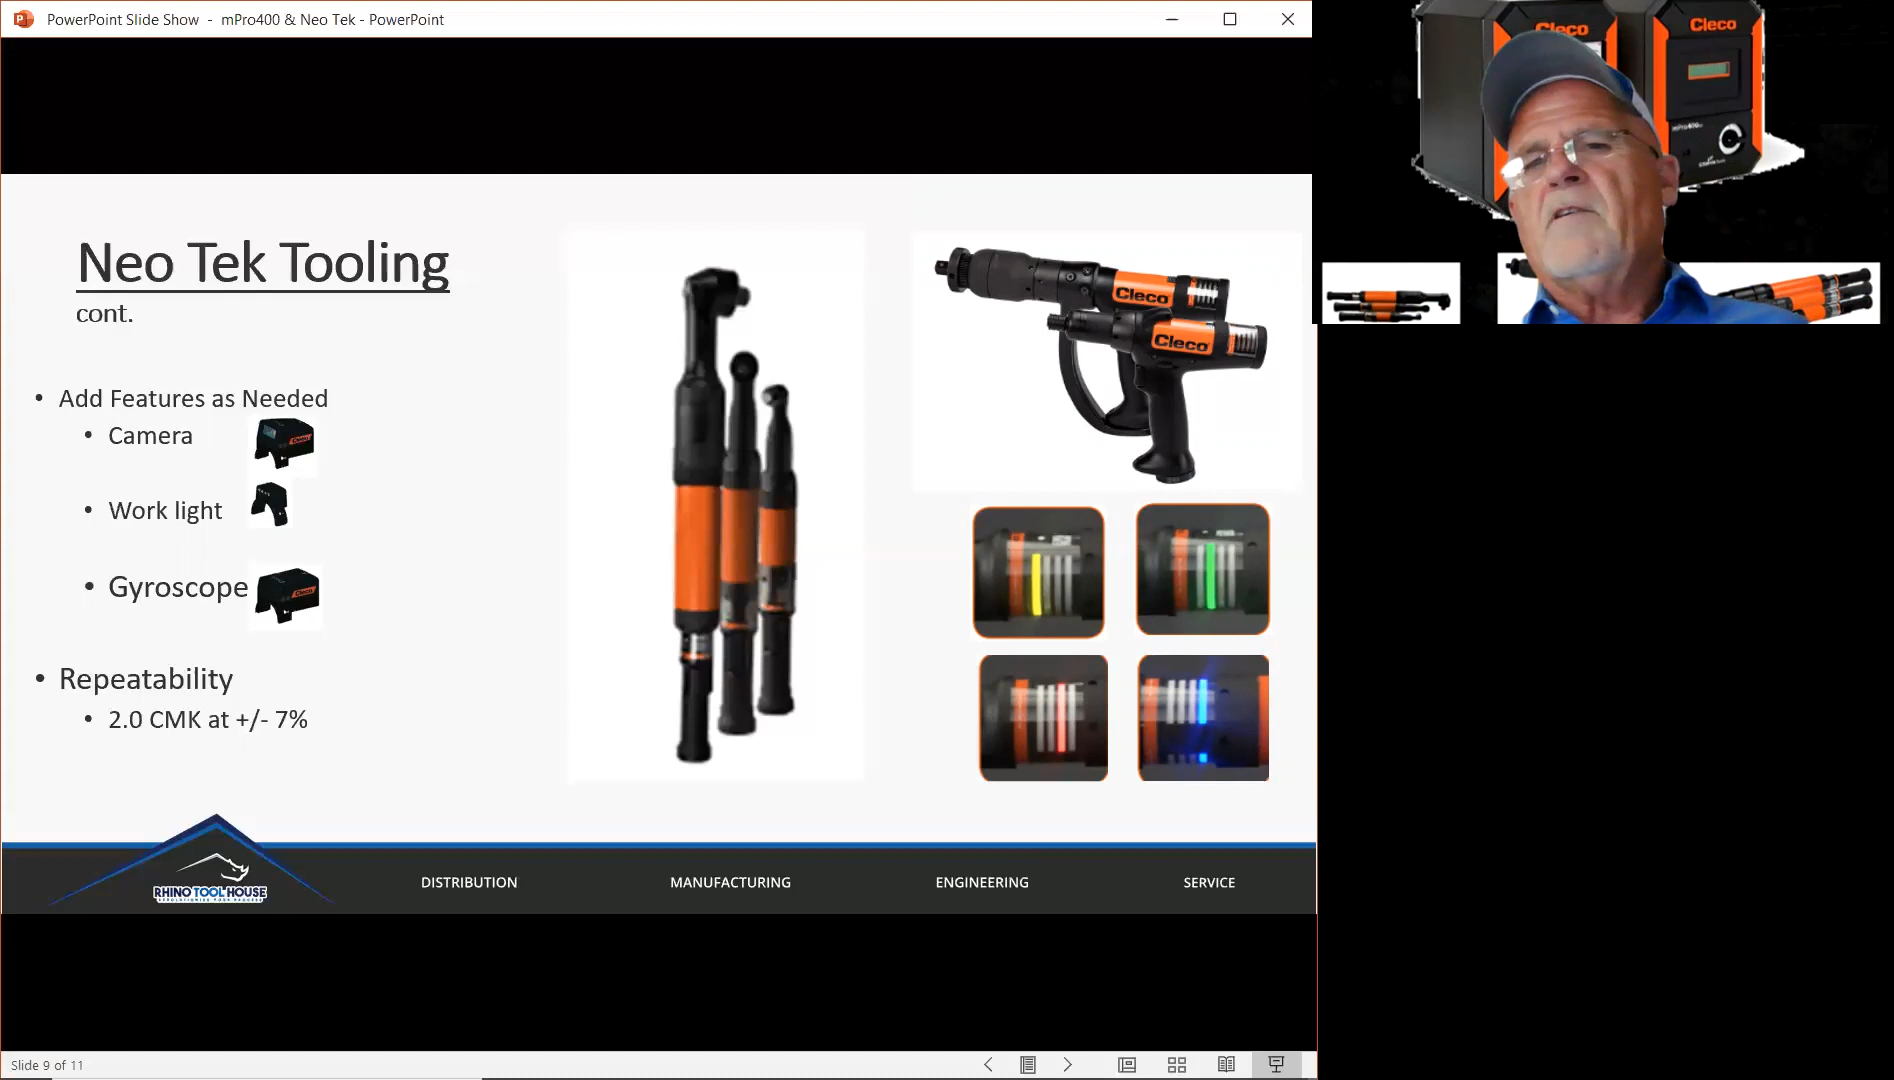 PowerPoint Slide Show - mPro400 & Neo Tek - PowerPoint
Cleco
Cleco
mPro400
Neo Tek Tooling
cont.
Cleco
Cleco
• Add Features as Needed
• Camera
• Work light
• Gyroscope
Cleco
• Repeatability
• 2.0 CMK at +/- 7%
RHINO TOOL HOUSE
DISTRIBUTION
MANUFACTURING
ENGINEERING
SERVICE
Slide 9 of 11